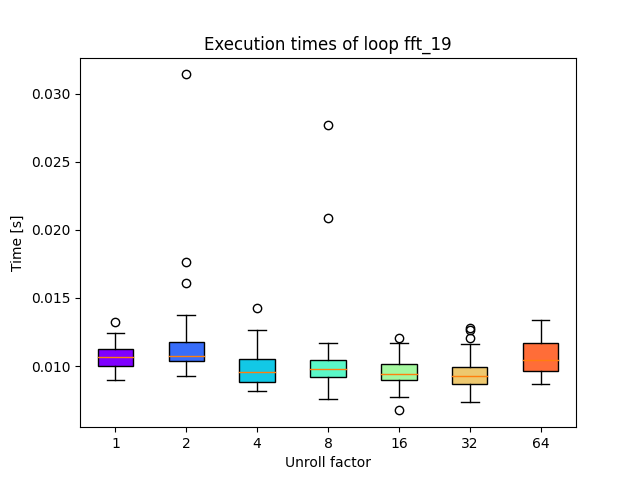 Execution times of loop fft_19
0.030
0.025
0.020
0.015
0.010
Time [s]
1 2 4 8 16 32 64
Unroll factor